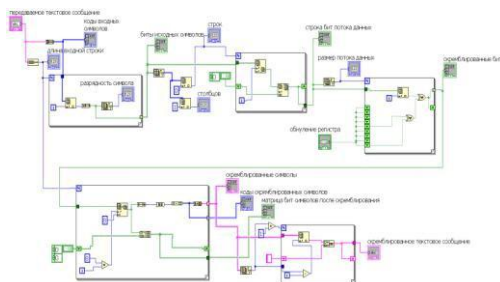 передаваемое текстовое сообщение
коды входных
символов
длина входной строки
биты исходных символов
строк
строка бит потока данных
размер потока данных
скремблированные бит
разрядность символа
столбцов
обнуление регистра
скремблированные символы
коды скремблированных символов
матрица бит символов после скремблирования
скремблированное текстовое сообщение